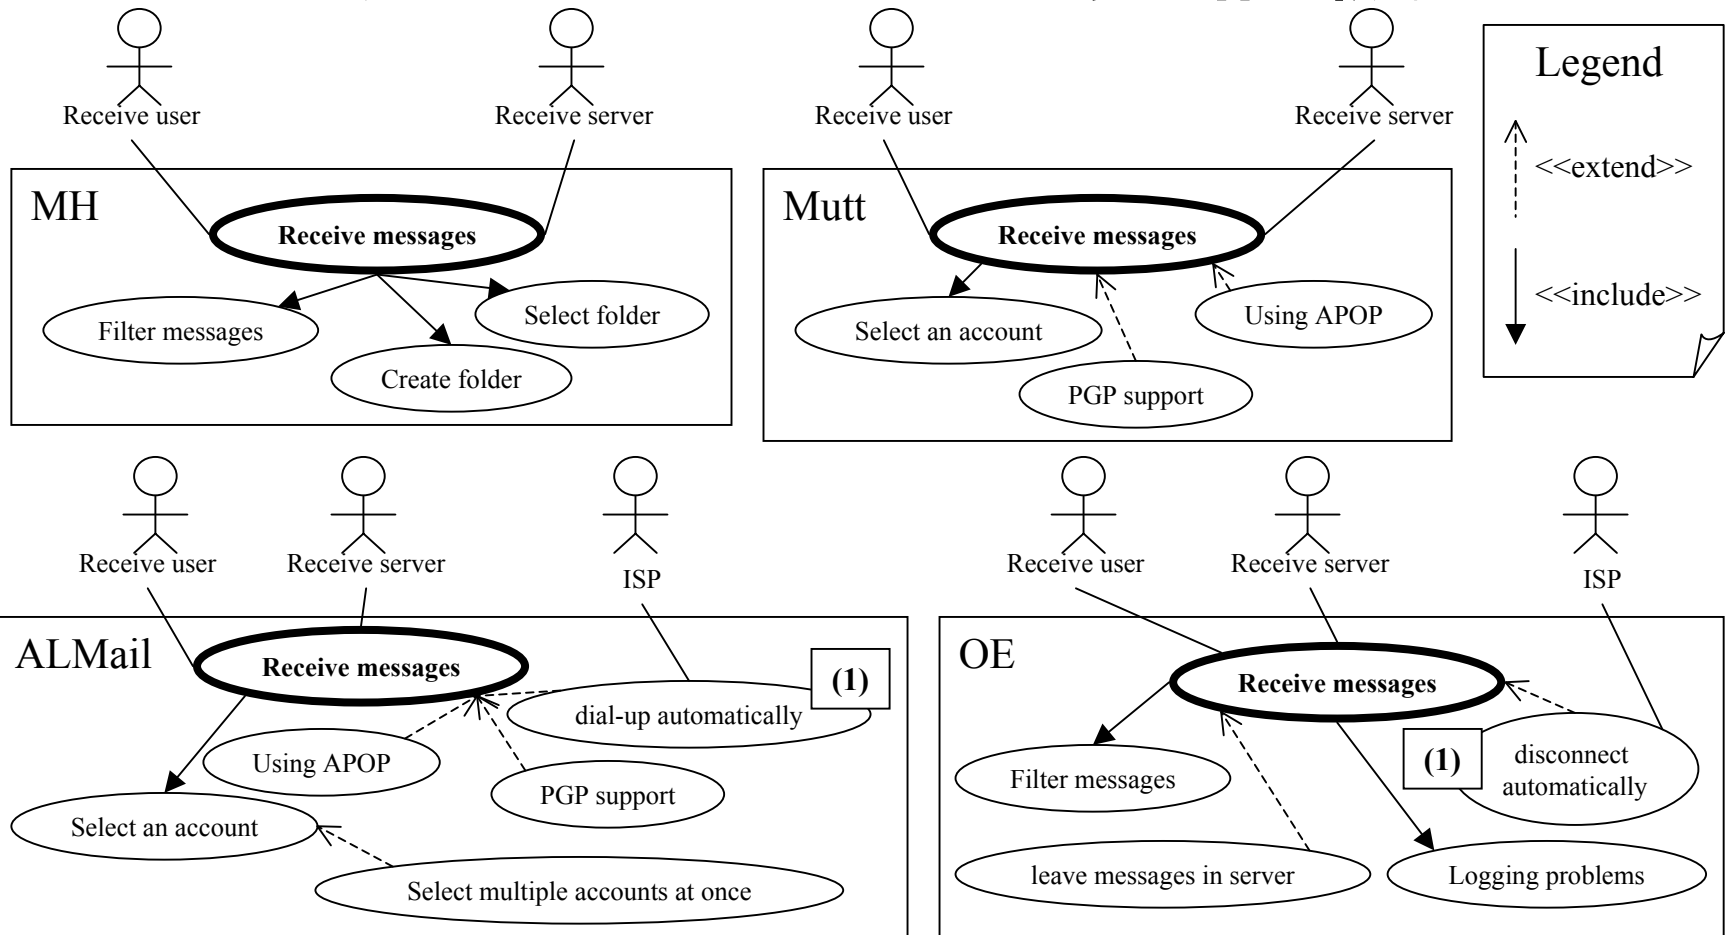 Receive user
Receive server
MH
Receive messages
Filter messages
Select folder
Create folder
Receive user
Receive server
Mutt
Receive messages
Select an account
Using APOP
PGP support
Legend
<<extend>>
<<include>>
Receive user
Receive server
ISP
ALMail
Receive messages
(1)
dial-up automatically
Using APOP
PGP support
Select an account
Select multiple accounts at once
Receive user
Receive server
ISP
OE
Receive messages
(1)
disconnect
automatically
Filter messages
leave messages in server
Logging problems